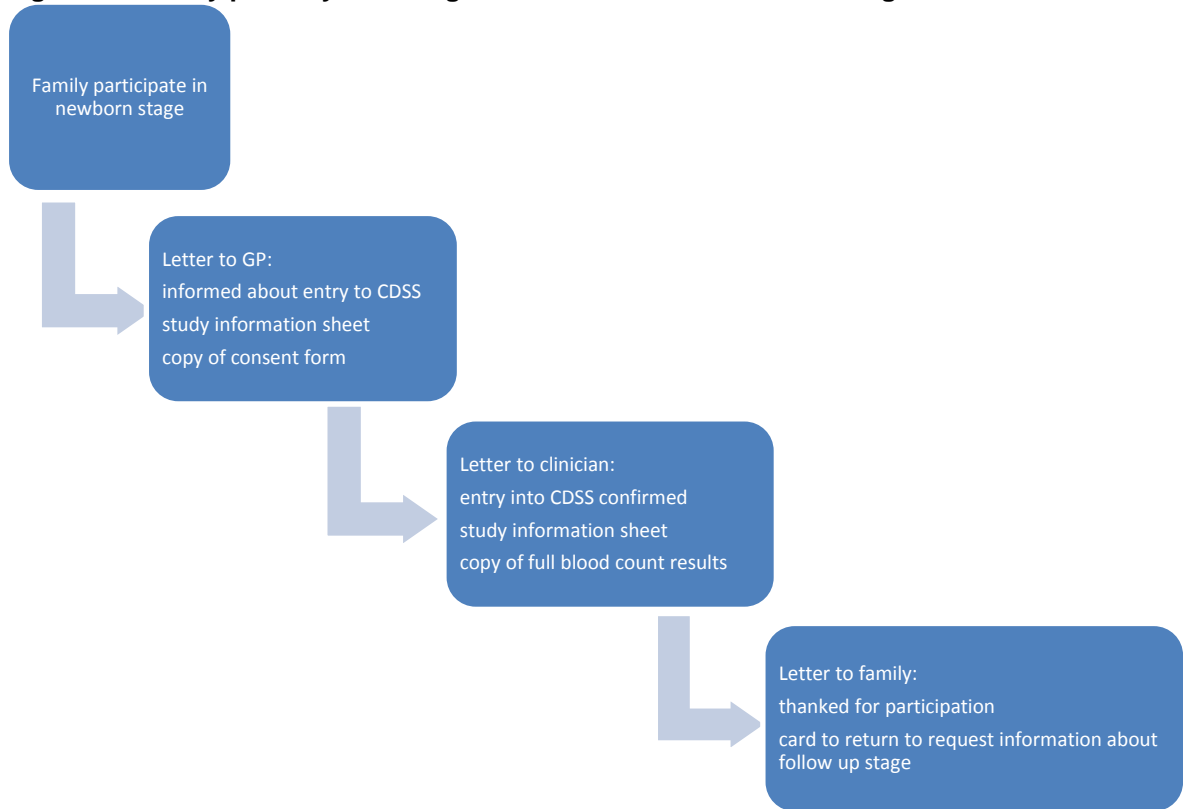 Family participate in
newborn stage
Letter to GP:
informed about entry to CDSS
study information sheet
copy of consent form
Letter to clinician:
entry into CDSS confirmed
study information sheet
copy of full blood count results
Letter to family:
thanked for participation
card to return to request information about
follow up stage